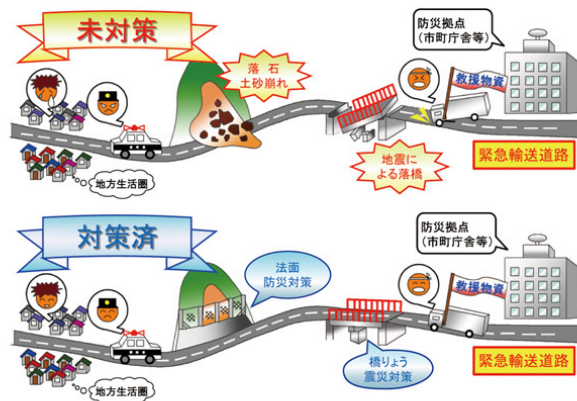 未対策
落石
土砂崩れ
防災拠点
(市町庁舎等)
救援物資
地震に
よる落橋
緊急輸送道路
地方生活圏
対策済
法面
防災対策
防災拠点
(市町庁舎等)
救援物資
橋りょう
震災対策
緊急輸送道路
地方生活圏